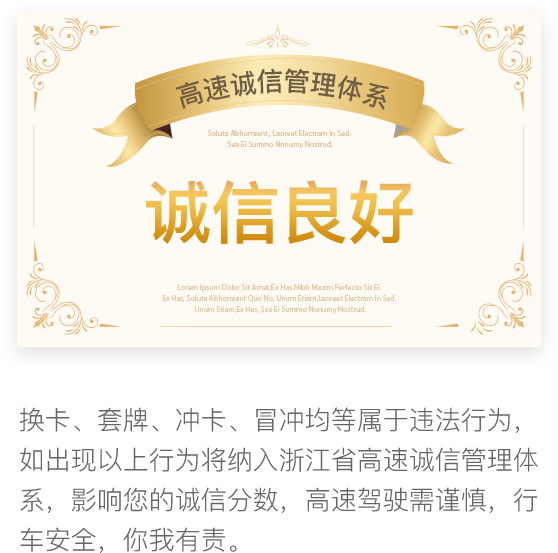 高速诚信管理体系
Soluta Abhorreant, Laoreet Electram In Sed.
Sea Ei Summo Nonumy Nostrud.
诚信良好
Lorem Ipsum Dolor Sit Amet,Ea Has Nibh Mazim Perfecto Sit Ei.
Ea Has, Soluta Abhorreant Quo No, Unum Etiam,Laoreet Electram In Sed.
Unum Etiam,Ea Has, Sea Ei Summo Nonumy Nostrud.
换卡、套牌、冲卡、冒冲均等属于违法行为，
如出现以上行为将纳入浙江省高速诚信管理体
系，影响您的诚信分数，高速驾驶需谨慎，行
车安全，你我有责。